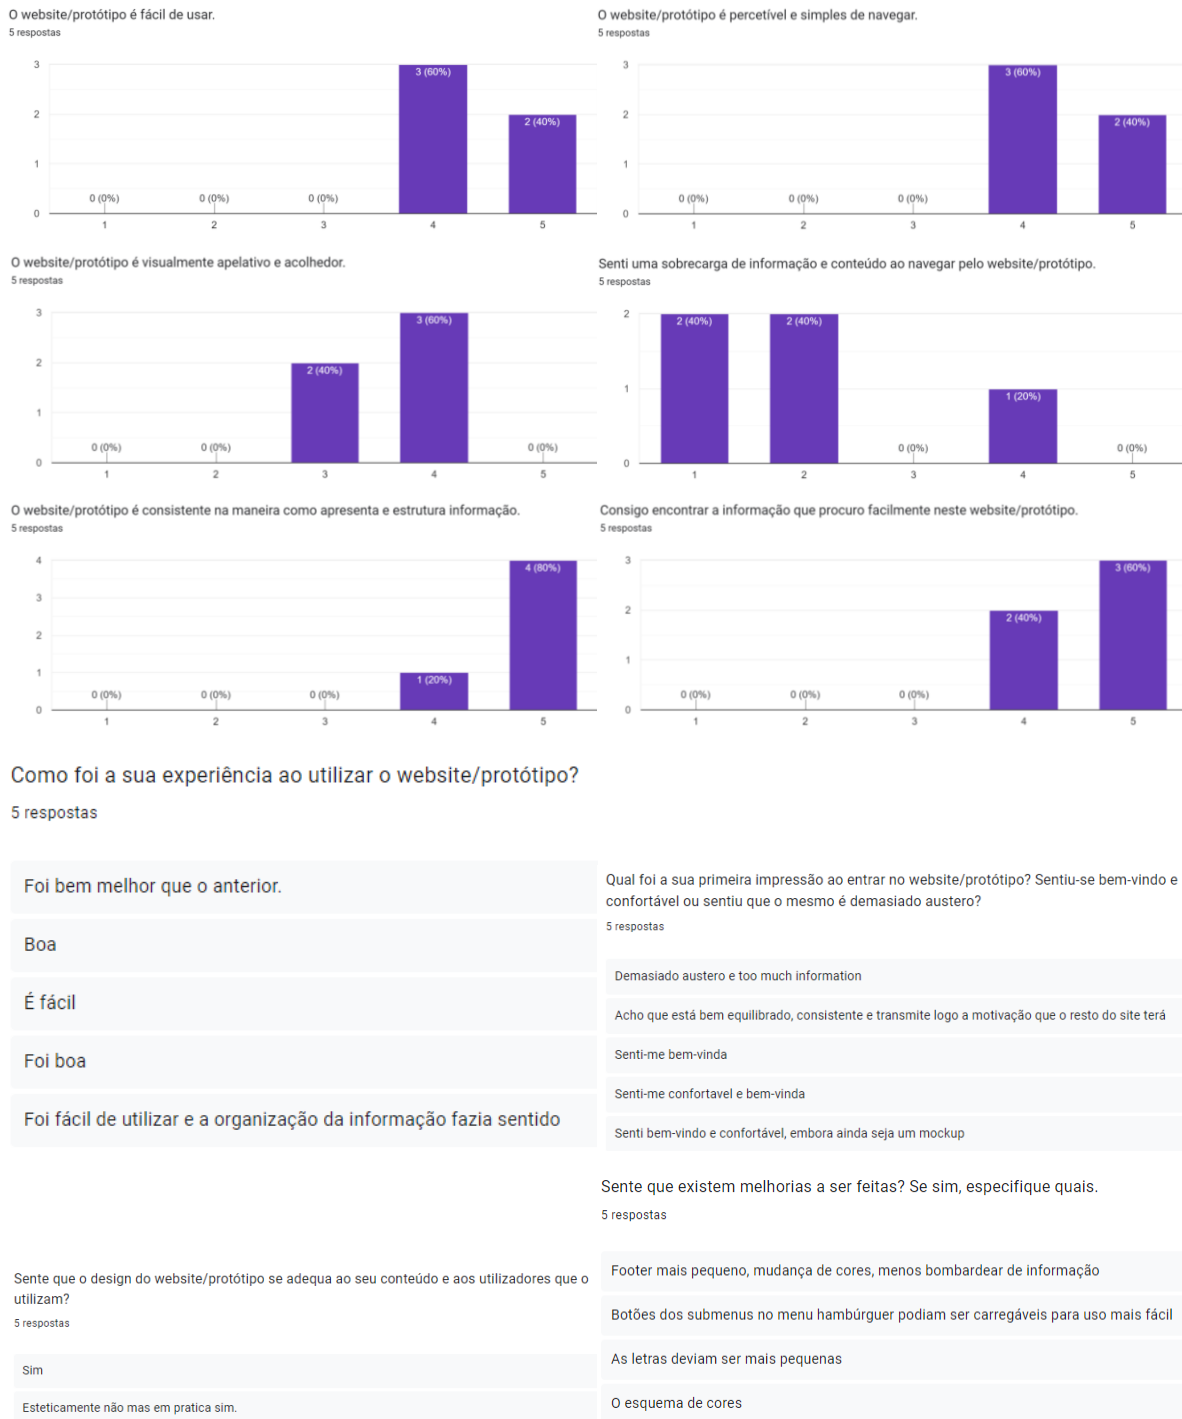 O website/protótipo é fácil de usar.
5 respostas
3
2
1
0
0 (0%)
0 (0%)
0 (0%)
3 (60%)
2 (40%)
1
2
3
4
5
O website/protótipo é percetível e simples de navegar.
5 respostas
3
2
1
0
0 (0%)
0 (0%)
0 (0%)
3 (60%)
2 (40%)
1
2
3
4
5
O website/protótipo é visualmente apelativo e acolhedor.
5 respostas
3
2
1
0
0 (0%)
0 (0%)
2 (40%)
3 (60%)
0 (0%)
1
2
3
4
5
Senti uma sobrecarga de informação e conteúdo ao navegar pelo website/protótipo.
5 respostas
2
1
0
2 (40%)
2 (40%)
0 (0%)
1 (20%)
0 (0%)
1
2
3
4
5
O website/protótipo é consistente na maneira como apresenta e estrutura informação.
5 respostas
4
3
2
1
0
0 (0%)
0 (0%)
0 (0%)
1 (20%)
4 (80%)
1
2
3
4
5
Consigo encontrar a informação que procuro facilmente neste website/protótipo.
5 respostas
3
2
1
0
0 (0%)
0 (0%)
0 (0%)
2 (40%)
3 (60%)
1
2
3
4
5
Como foi a sua experiência ao utilizar o website/protótipo?
5 respostas
Foi bem melhor que o anterior.
Boa
É fácil
Foi boa
Foi fácil de utilizar e a organização da informação fazia sentido
Qual foi a sua primeira impressão ao entrar no website/protótipo? Sentiu-se bem-vindo e
confortável ou sentiu que o mesmo é demasiado austero?
5 respostas
Demasiado austero e too much information
Acho que está bem equilibrado, consistente e transmite logo a motivação que o resto do site terá
Senti-me bem-vinda
Senti-me confortavel e bem-vinda
Senti bem-vindo e confortável, embora ainda seja um mockup
Sente que o design do website/protótipo se adequa ao seu conteúdo e aos utilizadores que o
utilizam?
5 respostas
Sim
Esteticamente não mas em pratica sim.
Sente que existem melhorias a ser feitas? Se sim, especifique quais.
5 respostas
Footer mais pequeno, mudança de cores, menos bombardear de informação
Botões dos submenus no menu hambúrguer podiam ser carregáveis para uso mais fácil
As letras deviam ser mais pequenas
O esquema de cores